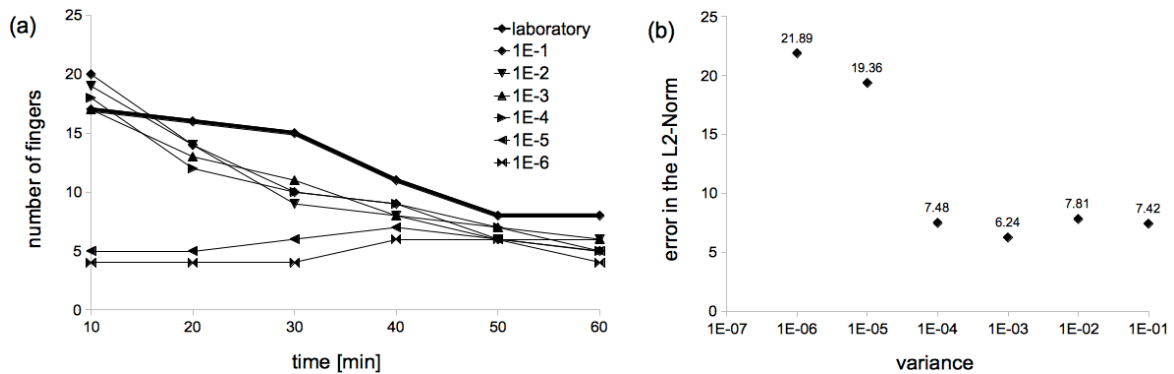 (a)
number of fingers
25
20
15
10
5
0
10 20 30 40 50 60
time [min]
laboratory
1E-1
1E-2
1E-3
1E-4
1E-5
1E-6
(b)
error in the L2-Norm
25
20
15
10
5
0
21.89
19.36
7.48
6.24
7.81
7.42
1E-07 1E-06 1E-05 1E-04 1E-03 1E-02 1E-01
variance